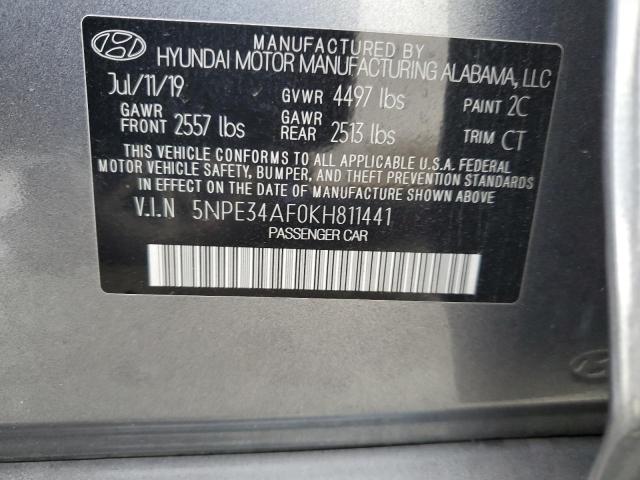 MANUFACTURED BY
HYUNDAI MOTOR MANUFACTURING ALABAMA, LLC
Jul/11/19 GVWR 4497 lbs PAINT 2C
GAWR FRONT 2557 lbs GAWR REAR 2513 lbs TRIM CT
THIS VEHICLE CONFORMS TO ALL APPLICABLE U.S.A. FEDERAL
MOTOR VEHICLE SAFETY, BUMPER, AND THEFT PREVENTION STANDARDS
IN EFFECT ON THE DATE OF MANUFACTURE SHOWN ABOVE.
V.I.N 5NPE34AF0KH811441
PASSENGER CAR